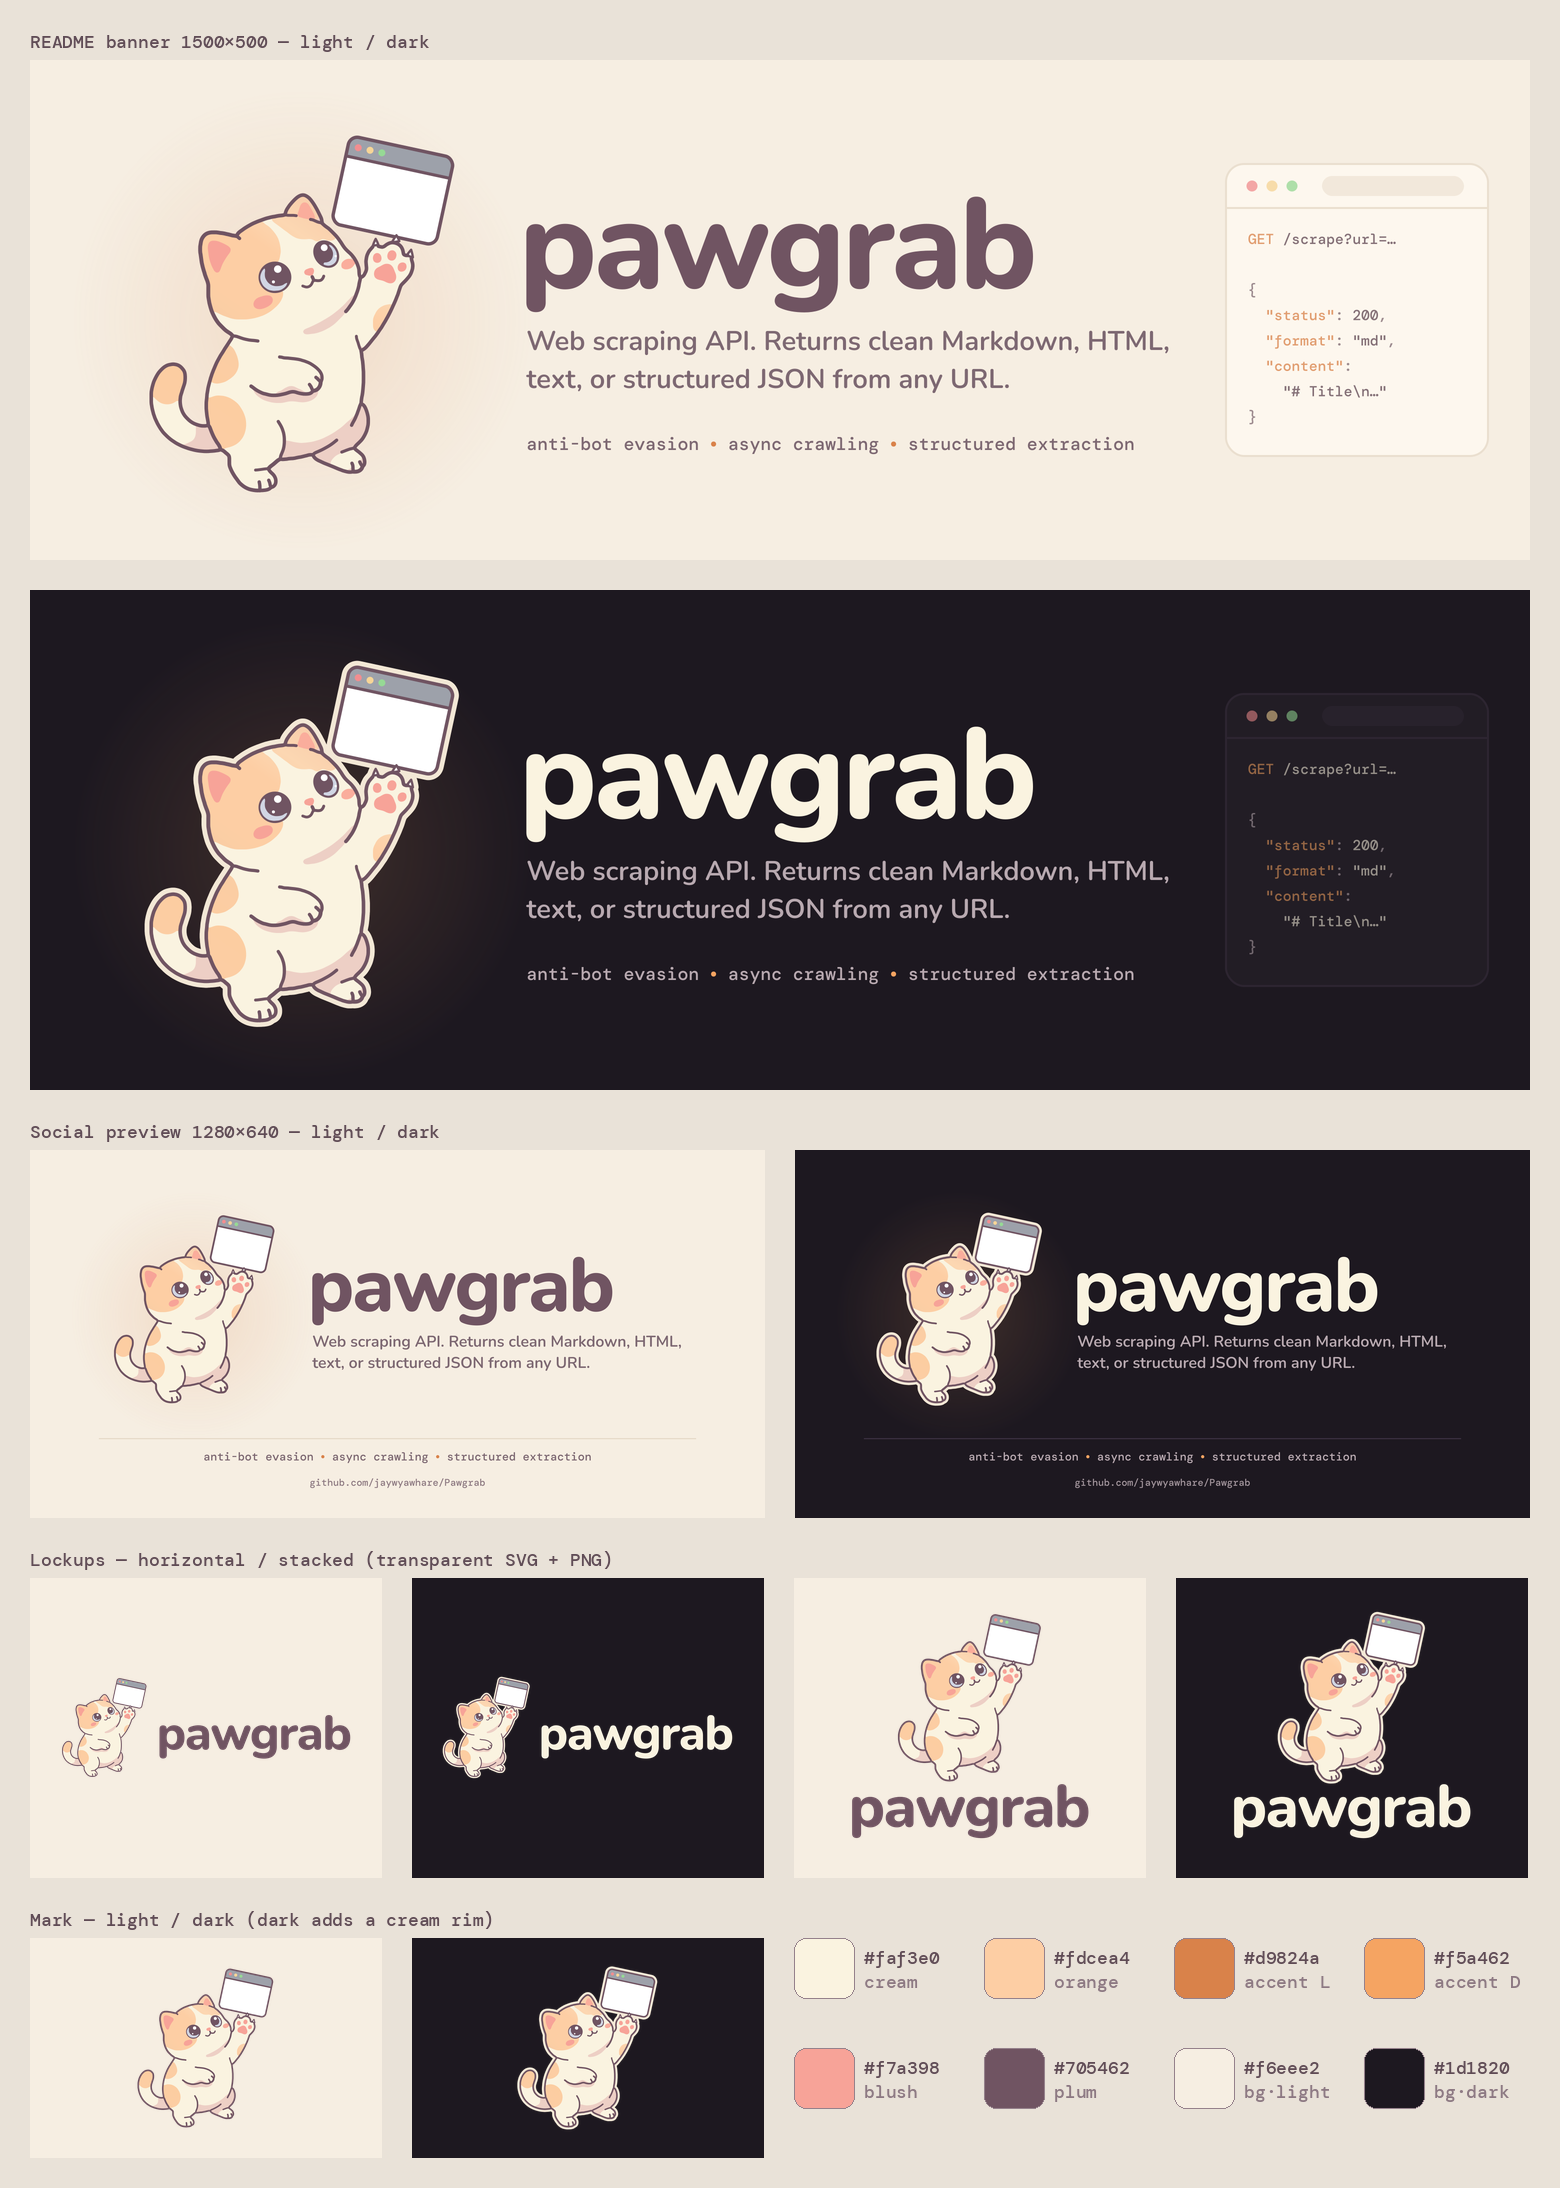 README banner 1500×500 — light / dark
pawgrab
Web scraping API. Returns clean Markdown, HTML,
text, or structured JSON from any URL.
anti-bot evasion • async crawling • structured extraction
GET /scrape?url=…
{
"status": 200,
"format": "md",
"content":
"# Title\n…"
}
pawgrab
Web scraping API. Returns clean Markdown, HTML,
text, or structured JSON from any URL.
anti-bot evasion • async crawling • structured extraction
GET /scrape?url=…
{
"status": 200,
"format": "md",
"content":
"# Title\n…"
}
Social preview 1280×640 — light / dark
pawgrab
Web scraping API. Returns clean Markdown, HTML,
text, or structured JSON from any URL.
anti-bot evasion • async crawling • structured extraction
github.com/jaywyawhare/Pawgrab
pawgrab
Web scraping API. Returns clean Markdown, HTML,
text, or structured JSON from any URL.
anti-bot evasion • async crawling • structured extraction
github.com/jaywyawhare/Pawgrab
Lockups — horizontal / stacked (transparent SVG + PNG)
pawgrab
pawgrab
pawgrab
pawgrab
Mark — light / dark (dark adds a cream rim)
#faf3e0
cream
#fdcea4
orange
#d9824a
accent L
#f5a462
accent D
#f7a398
blush
#705462
plum
#f6eee2
bg·light
#1d1820
bg·dark